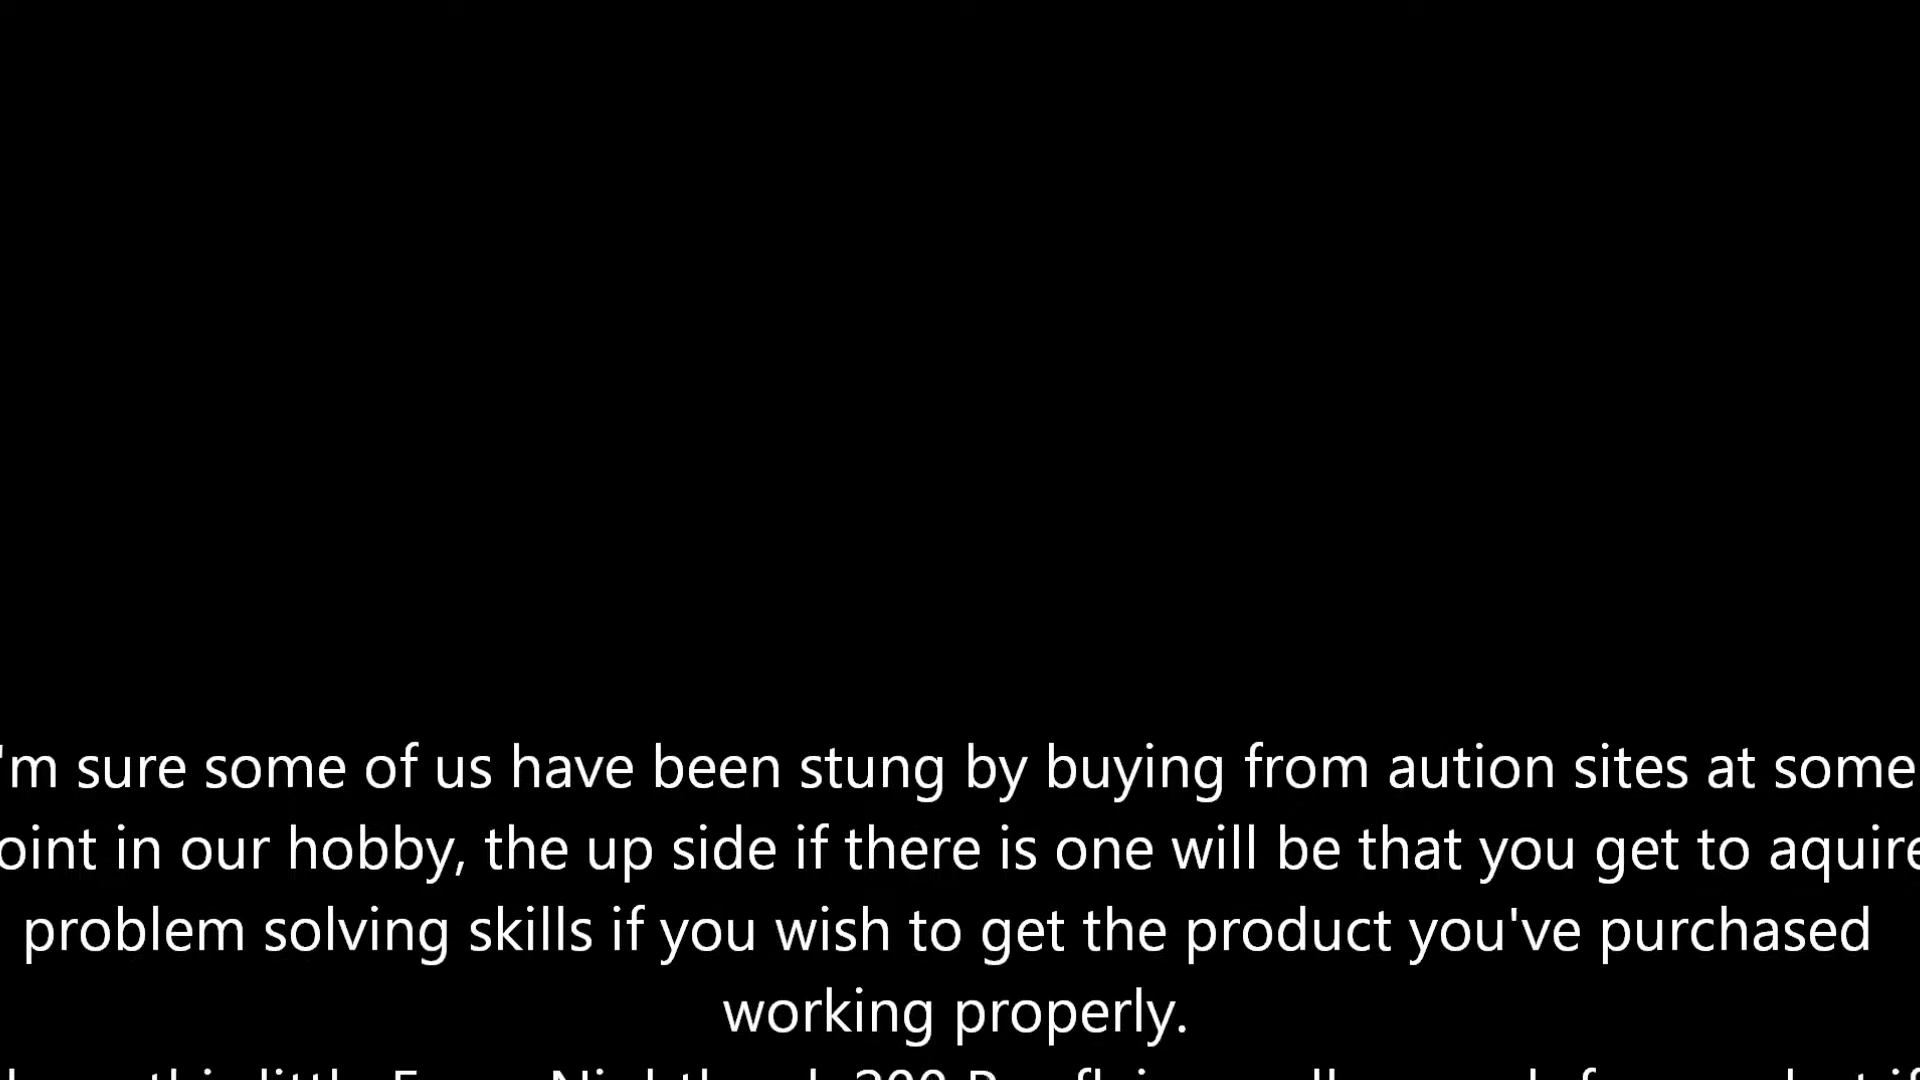 'm sure some of us have been stung by buying from aution sites at some
oint in our hobby, the up side if there is one will be that you get to aquire
problem solving skills if you wish to get the product you've purchased
working properly.
this little